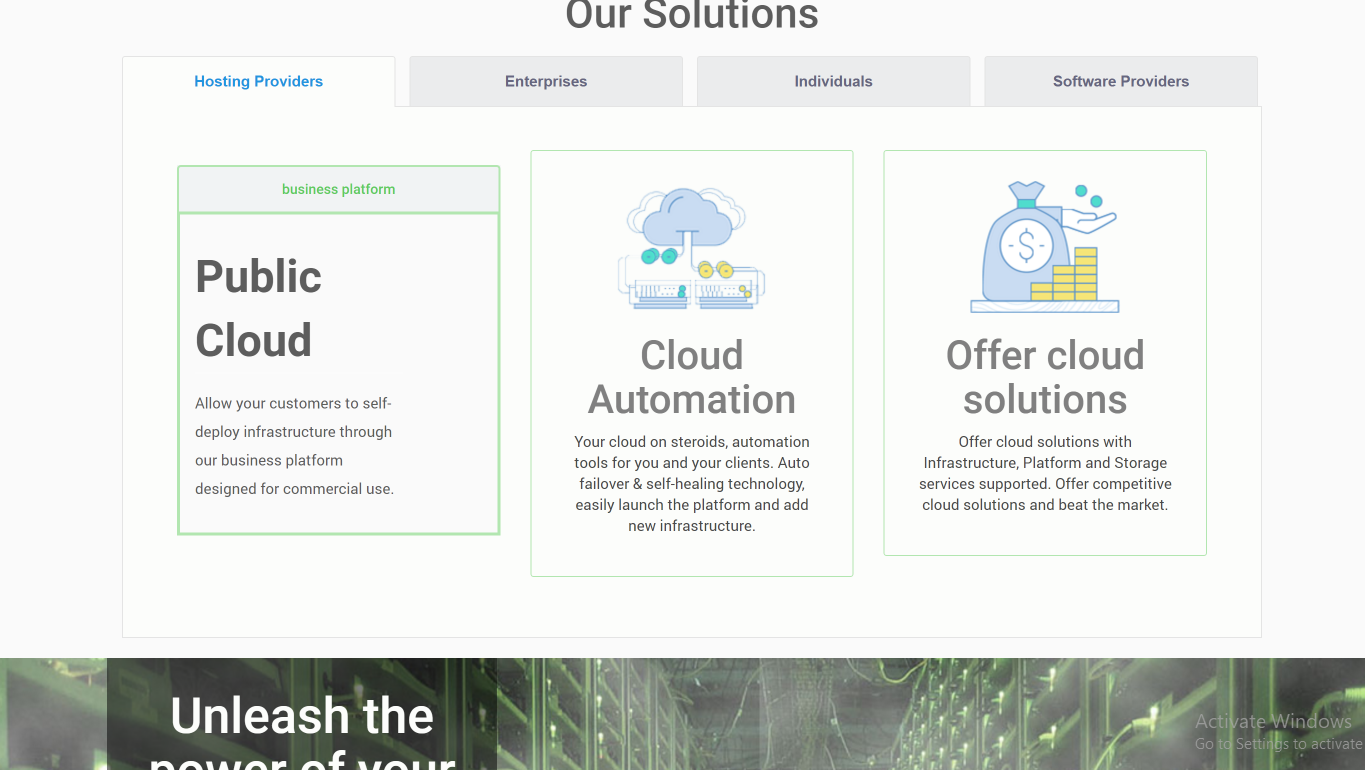 Our Solutions
Hosting Providers
Enterprises
Individuals
Software Providers
business platform
Public
Cloud
Allow your customers to self-
deploy infrastructure through
our business platform
designed for commercial use.
$
Cloud
Automation
Your cloud on steroids, automation
tools for you and your clients. Auto
failover & self-healing technology,
easily launch the platform and add
new infrastructure.
Offer cloud
solutions
Offer cloud solutions with
Infrastructure, Platform and Storage
services supported. Offer competitive
cloud solutions and beat the market.
Unleash the
power of your
Activate Windows
Go to Settings to activate